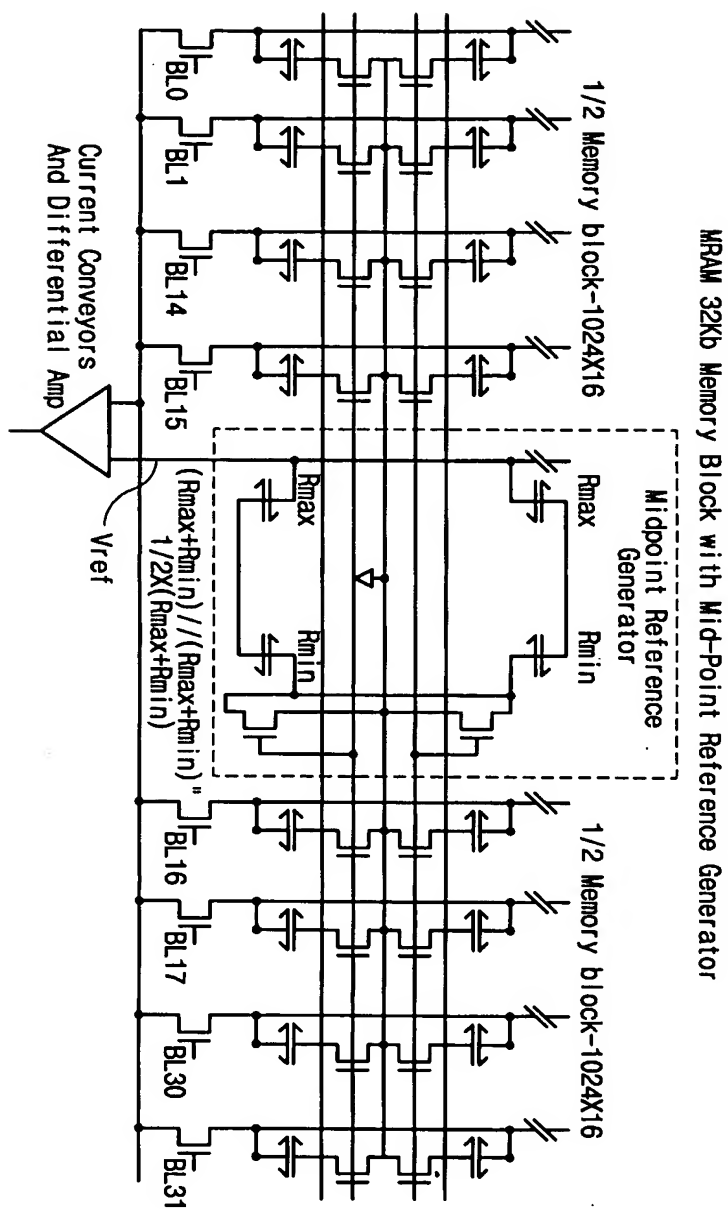 MRAM 32Kb Memory Block with Mid-Point Reference Generator
1/2 Memory block-1024X16
Midpoint Reference
Generator
1/2 Memory block-1024X16
Rmax
Rmin
Rmax
Rmin
(Rmax+Rmin)//(Rmax+Rmin)"
1/2X(Rmax+Rmin)
BL0
BL1
BL14
BL15
BL16
BL17
BL30
BL31
Vref
Current Conveyors
And Differential Amp